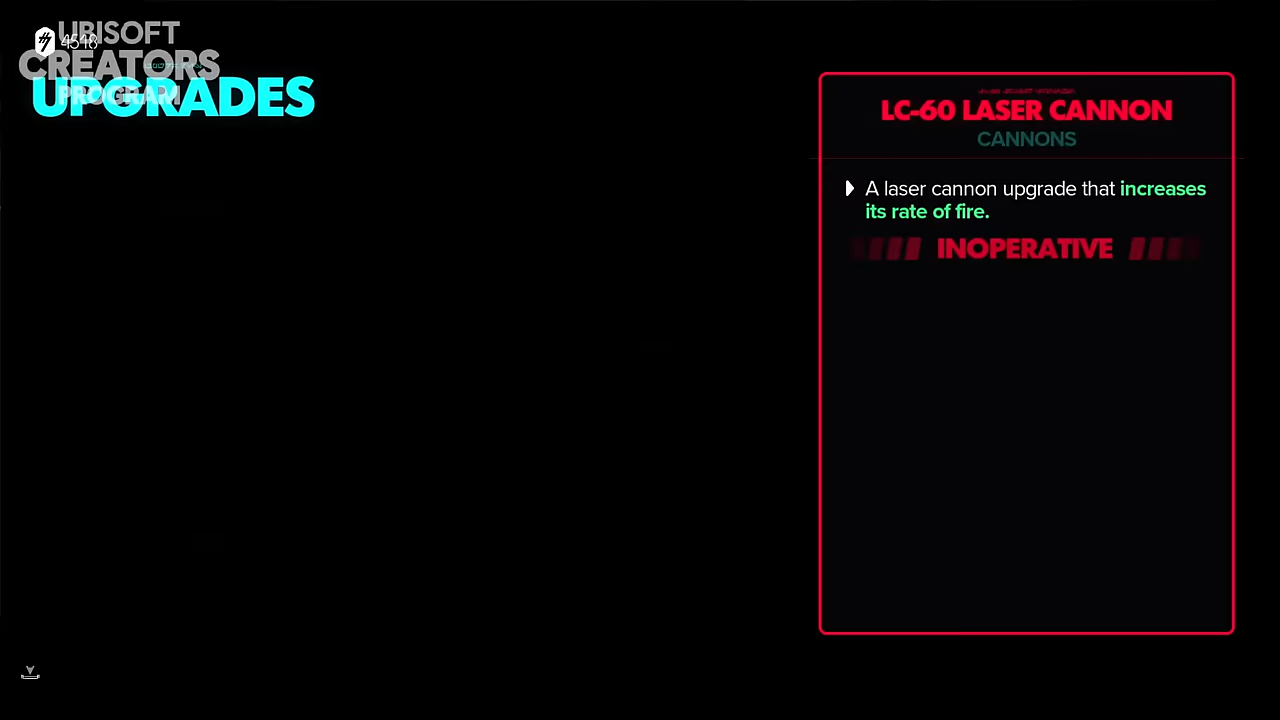 UBISOFT
4548
CREATORS
PROGRAM
UPGRADES
LC-60 LASER CANNON
CANNONS
A laser cannon upgrade that increases
its rate of fire.
INOPERATIVE